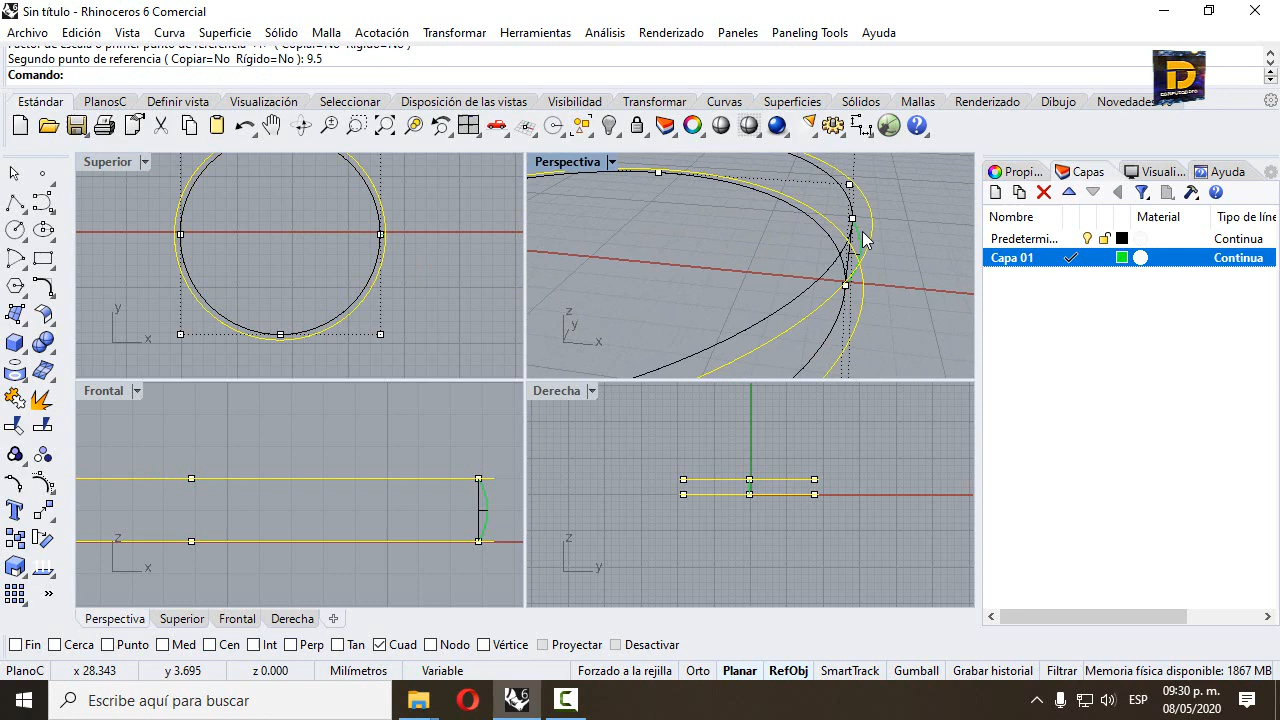 Sin título - Rhinoceros 6 Comercial
Archivo Edición Vista Curva Superficie Sólido Malla Acotación Transformar Herramientas Análisis Renderizado Paneles Paneling Tools Ayuda
Segundo punto de referencia ( Copiar=No Rígido=No ): 9.5
Comando:
Estándar PlanosC Definir vista Visualización Seleccionar Disposición vistas Visibilidad Transformar Curvas Superficies Sólidos Mallas Renderizado Dibujo Novedades
Superior
Perspectiva
Propi... Capas Visuali... Ayuda
Nombre Material Tipo de líne
Predetermi... Continua
Capa 01 Continua
y
x
z
y
x
Frontal
Derecha
z
x
z
y
Perspectiva Superior Frontal Derecha
Fin Cerca Punto Med Cen Int Perp Tan Cuad Nodo Vértice Proyectar Desactivar
PlanoC x 28.343 y 3.695 z 0.000 Milímetros Variable Forzado a la rejilla Orto Planar RefObj SmartTrack Gumball Grabar historial Filtrar Memoria física disponible: 1867 MB
Escribe aquí para buscar
ESP
09:30 p. m.
08/05/2020